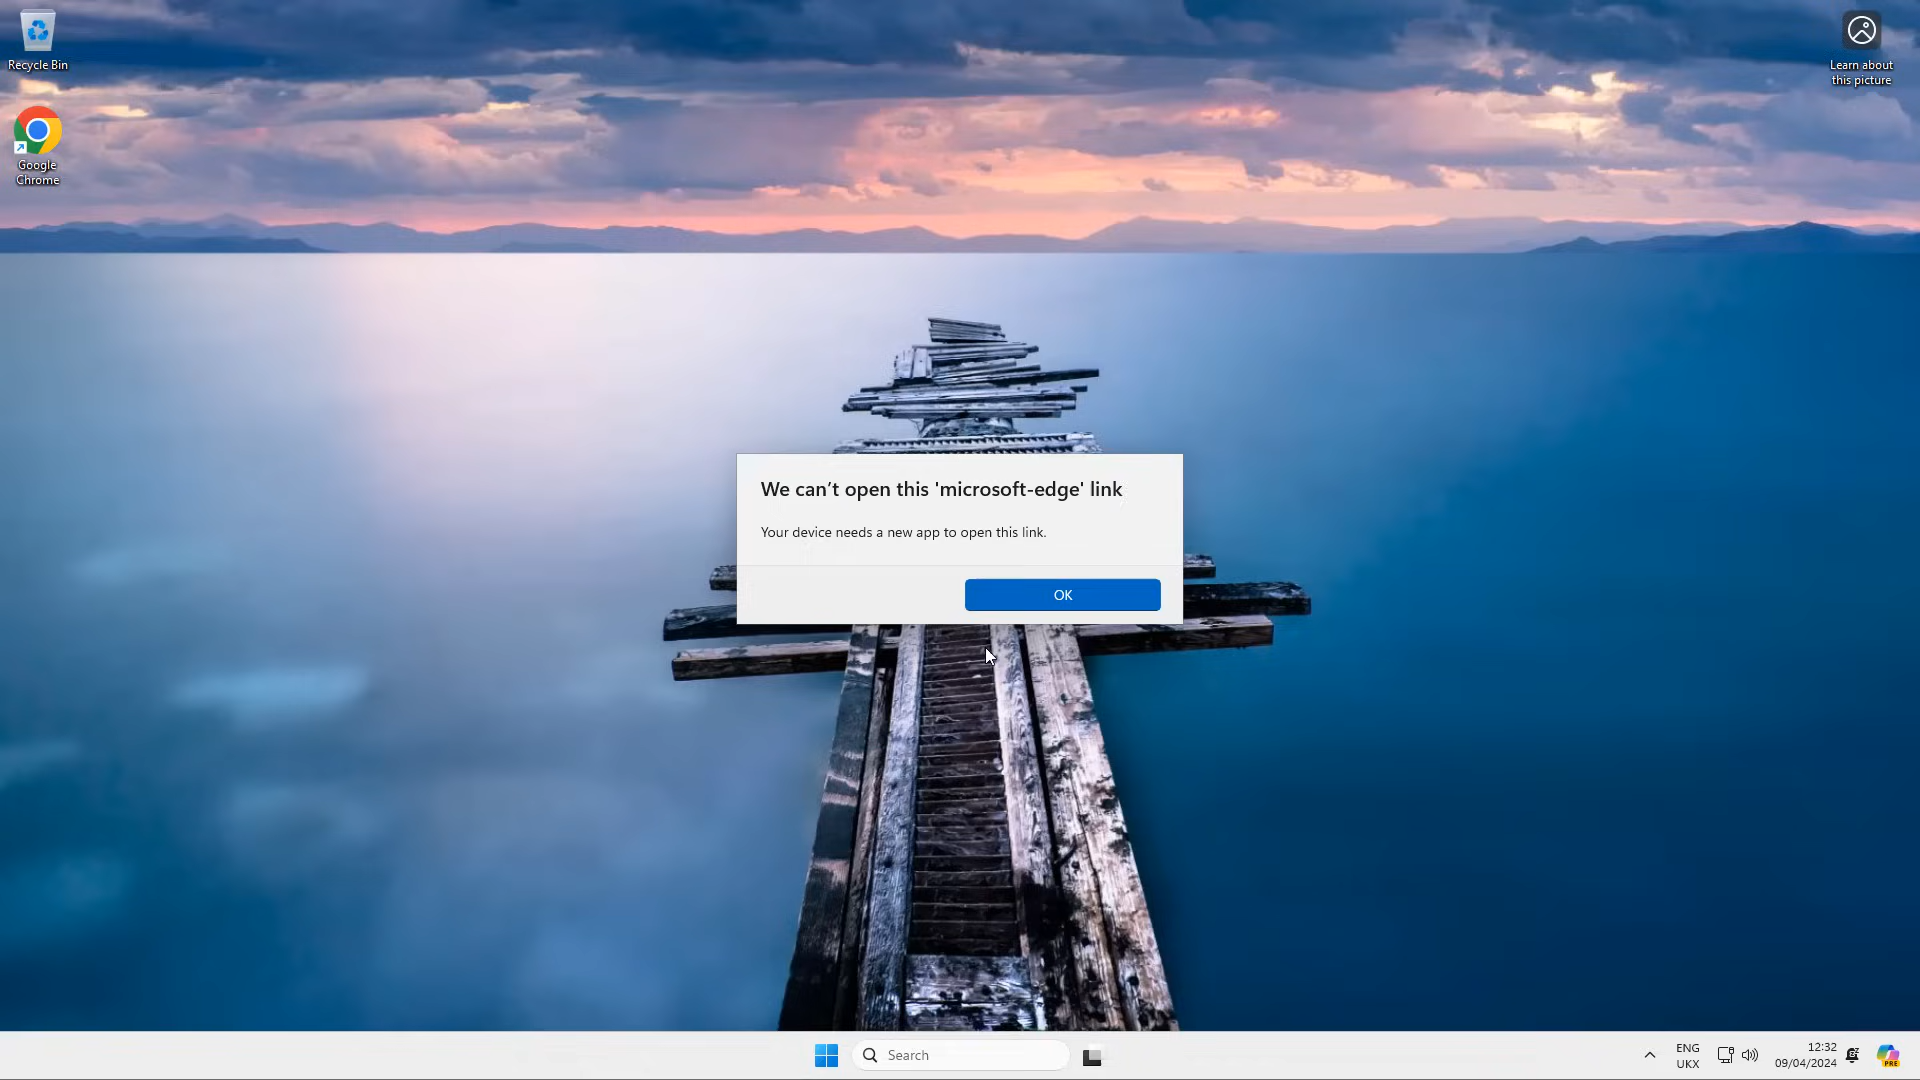 Recycle Bin
Google
Chrome
Learn about
this picture
We can’t open this 'microsoft-edge' link
Your device needs a new app to open this link.
OK
Search
ENG
UKX
12:32
09/04/2024
PRE